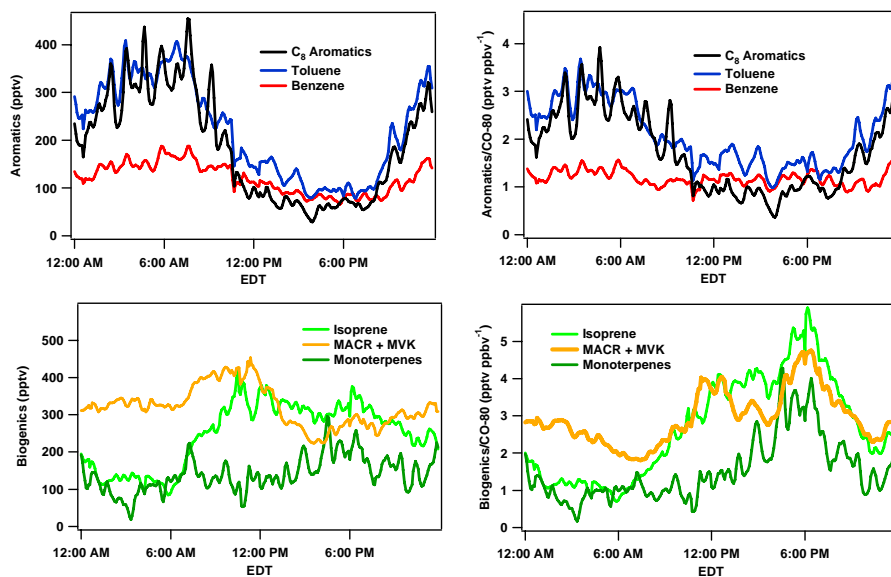 C8 Aromatics
Toluene
Benzene
Aromatics (pptv)
400
300
200
100
0
12:00 AM 6:00 AM 12:00 PM 6:00 PM
EDT
C8 Aromatics
Toluene
Benzene
Aromatics/CO-80 (pptv ppbv-1)
4
3
2
1
0
12:00 AM 6:00 AM 12:00 PM 6:00 PM
EDT
Isoprene
MACR + MVK
Monoterpenes
Biogenics (pptv)
500
400
300
200
100
0
12:00 AM 6:00 AM 12:00 PM 6:00 PM
EDT
Isoprene
MACR + MVK
Monoterpenes
Biogenics/CO-80 (pptv ppbv-1)
5
4
3
2
1
0
12:00 AM 6:00 AM 12:00 PM 6:00 PM
EDT